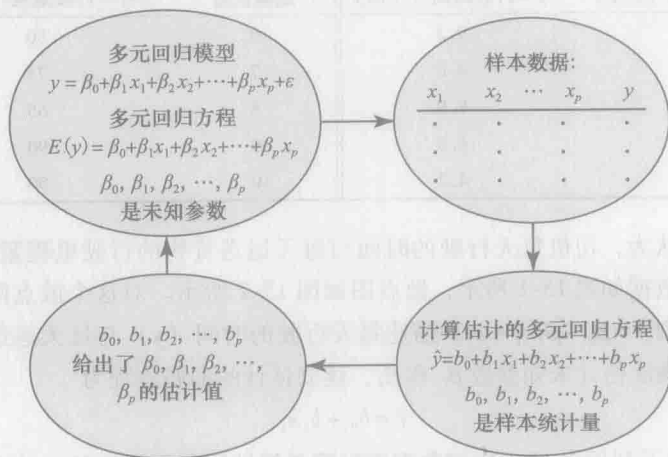 多元回归模型
y = β₀+β₁x₁+β₂x₂+⋯+βₚxₚ+ε
多元回归方程
E(y) = β₀+β₁x₁+β₂x₂+⋯+βₚxₚ
β₀, β₁, β₂, ⋯, βₚ
是未知参数
样本数据:
x₁ x₂ ⋯ xₚ y
计算估计的多元回归方程
ŷ=b₀+b₁x₁+b₂x₂+⋯+bₚxₚ
b₀, b₁, b₂, ⋯, bₚ
是样本统计量
b₀, b₁, b₂, ⋯, bₚ
给出了 β₀, β₁, β₂, ⋯,
βₚ 的估计值